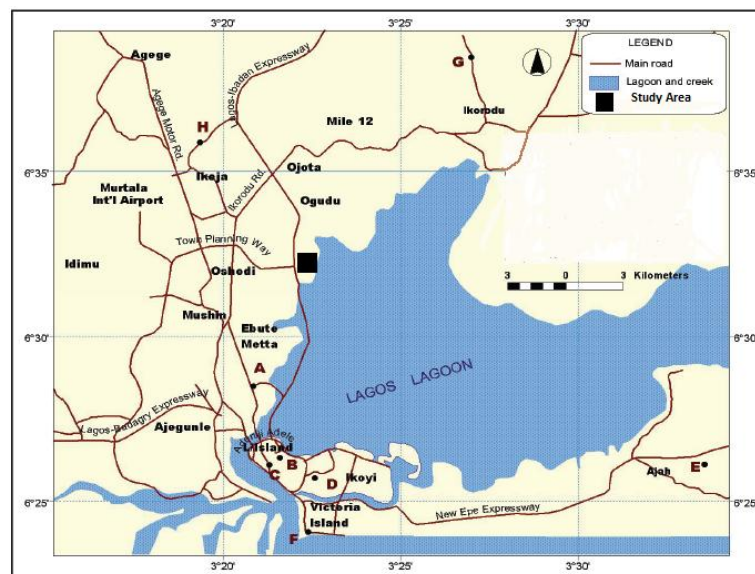 3°20
3°25
3°30
LEGEND
Main road
Lagoon and creek
Study Area
Agege
Lagos-Ibadan Expressway
G
Ikorodu
Agege Motor Rd.
H
Mile 12
6°35
6°35
Ojota
Ikeja
Murtala
Int'l Airport
Ikorodu Rd.
Ogudu
Town Planning Way
Idimu
Oshodi
3 0 3 Kilometers
Mushin
6°30
6°30
Ebute
Metta
A
LAGOS LAGOON
Lagos-Badagry Expressway
Ajegunle
Adele
L/Island
B
C
D
Ikoyi
Ajah
E
6°25
6°25
Victoria
Island
New Epe Expressway
F
3°20
3°25
3°30